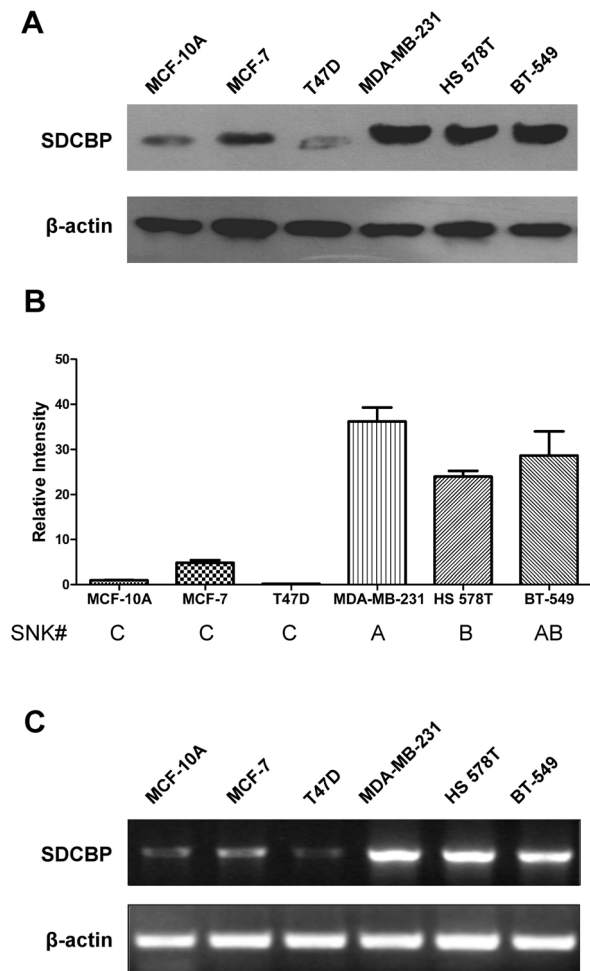 A
MCF-10A MCF-7 T47D MDA-MB-231 HS 578T BT-549
SDCBP
β-actin
B
Relative Intensity
50
40
30
20
10
0
MCF-10A MCF-7 T47D MDA-MB-231 HS 578T BT-549
SNK# C C C A B AB
C
MCF-10A MCF-7 T47D MDA-MB-231 HS 578T BT-549
SDCBP
β-actin